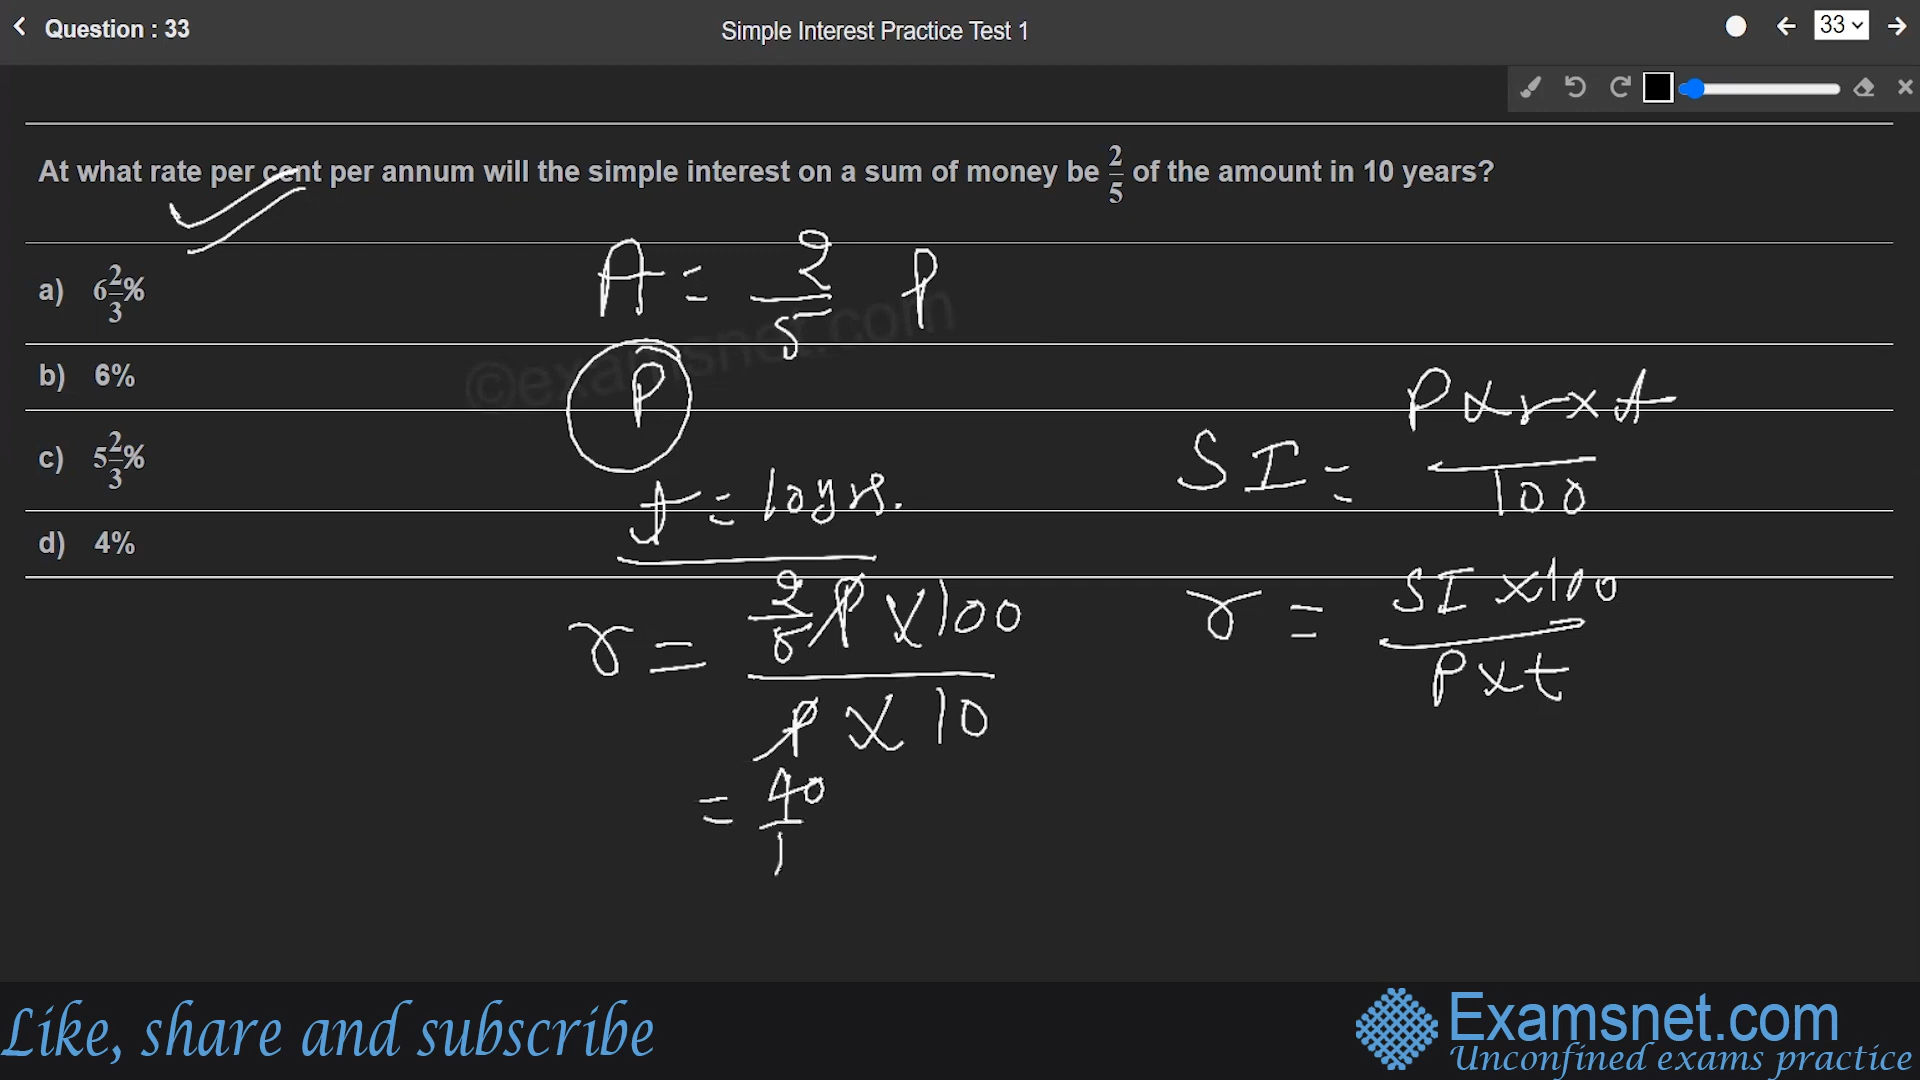 Question : 33
Simple Interest Practice Test 1
33
At what rate per cent per annum will the simple interest on a sum of money be 2/5 of the amount in 10 years?
a) 6 2/3%
b) 6%
c) 5 2/3%
d) 4%
©examsnet.com
A = 2/5 P
P
t = 10 yrs.
r = 2/5 P × 100 / P × 10
= 40/1
SI = P × r × t / 100
r = SI × 100 / P × t
Like, share and subscribe
Examsnet.com
Unconfined exams practice